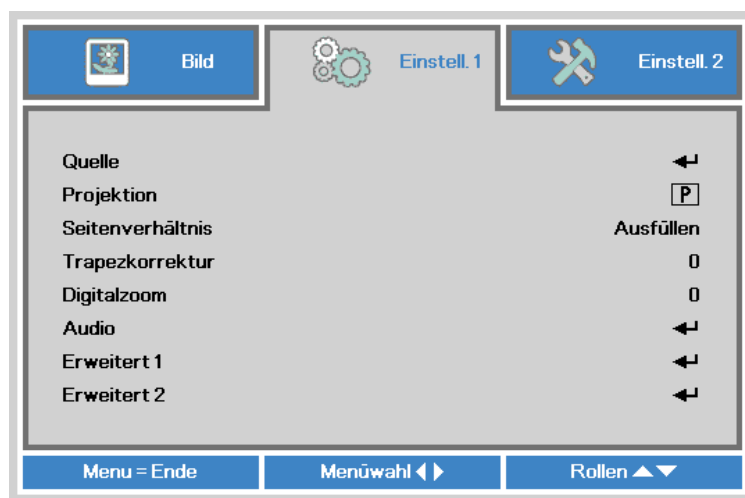 Bild
Einstell. 1
Einstell. 2
Quelle
Projektion P
Seitenverhältnis Ausfüllen
Trapezkorrektur 0
Digitalzoom 0
Audio
Erweitert 1
Erweitert 2
Menu = Ende
Menüwahl
Rollen